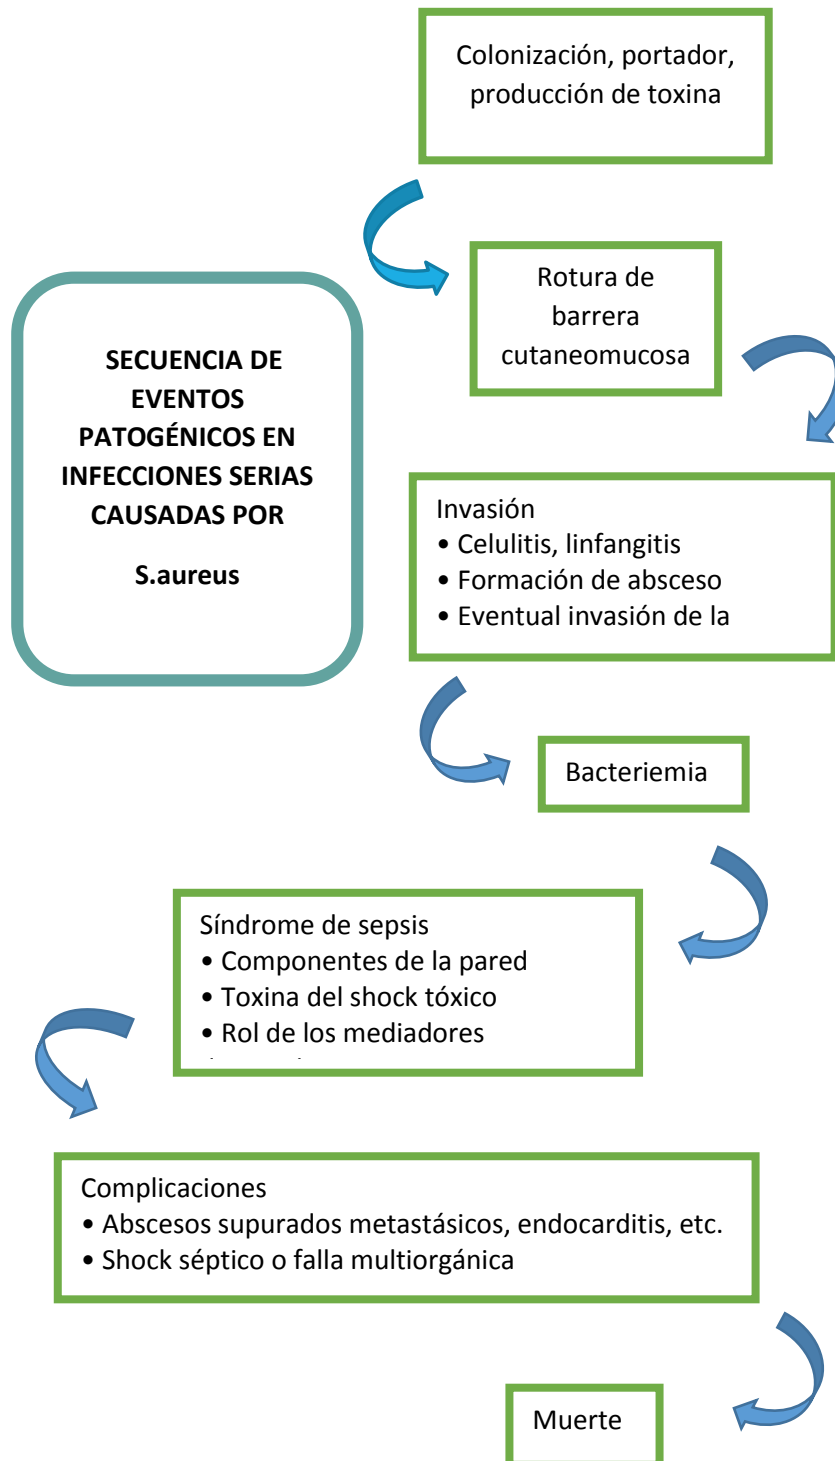 Colonización, portador,
producción de toxina
Rotura de
barrera
cutaneomucosa
SECUENCIA DE
EVENTOS
PATOGÉNICOS EN
INFECCIONES SERIAS
CAUSADAS POR
S.aureus
Invasión
• Celulitis, linfangitis
• Formación de absceso
• Eventual invasión de la
Bacteriemia
Síndrome de sepsis
• Componentes de la pared
• Toxina del shock tóxico
• Rol de los mediadores
Complicaciones
• Abscesos supurados metastásicos, endocarditis, etc.
• Shock séptico o falla multiorgánica
Muerte